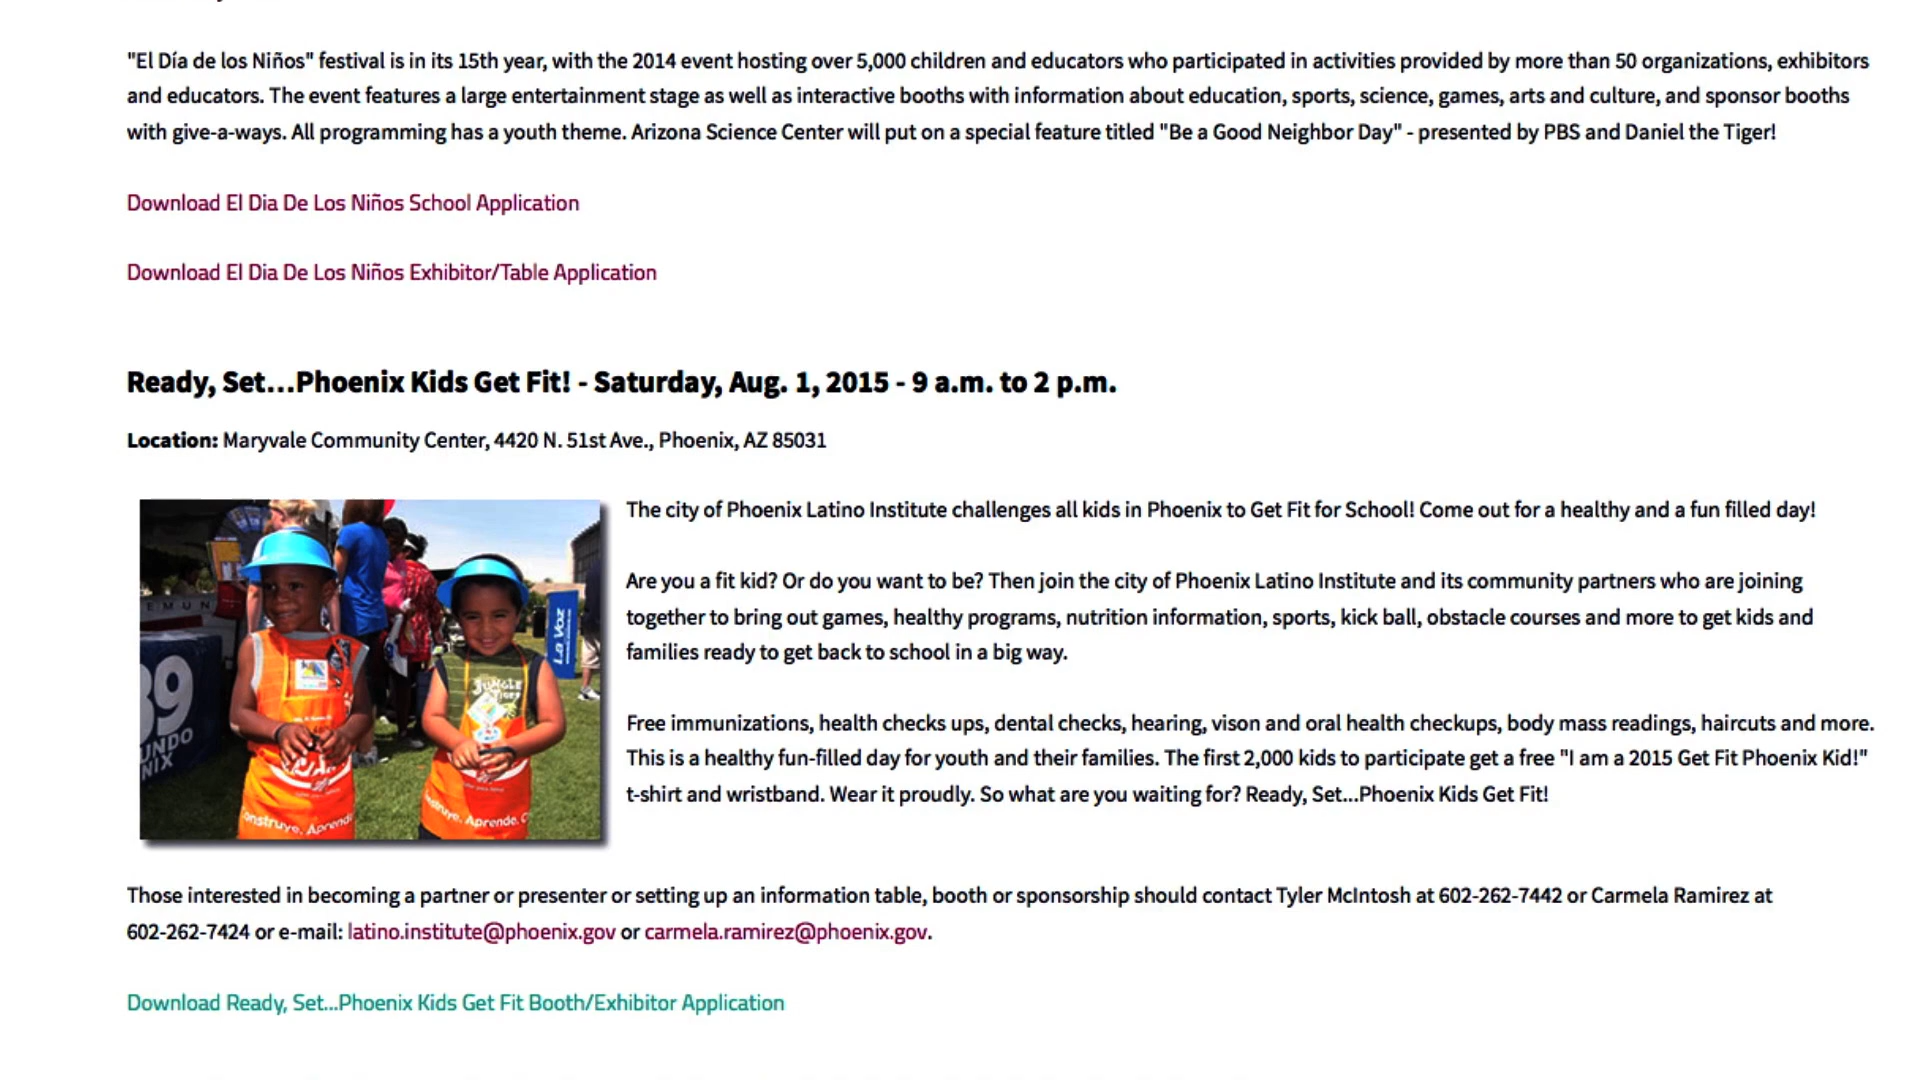 "El Día de los Niños" festival is in its 15th year, with the 2014 event hosting over 5,000 children and educators who participated in activities provided by more than 50 organizations, exhibitors
and educators. The event features a large entertainment stage as well as interactive booths with information about education, sports, science, games, arts and culture, and sponsor booths
with give-a-ways. All programming has a youth theme. Arizona Science Center will put on a special feature titled "Be a Good Neighbor Day" - presented by PBS and Daniel the Tiger!
Download El Dia De Los Niños School Application
Download El Dia De Los Niños Exhibitor/Table Application
Ready, Set...Phoenix Kids Get Fit! - Saturday, Aug. 1, 2015 - 9 a.m. to 2 p.m.
Location: Maryvale Community Center, 4420 N. 51st Ave., Phoenix, AZ 85031
EMUN
39
UNDO
NIX
La Voz
JUNGLE
onstruye. Aprend
onstruye. Aprende. C
The city of Phoenix Latino Institute challenges all kids in Phoenix to Get Fit for School! Come out for a healthy and a fun filled day!
Are you a fit kid? Or do you want to be? Then join the city of Phoenix Latino Institute and its community partners who are joining
together to bring out games, healthy programs, nutrition information, sports, kick ball, obstacle courses and more to get kids and
families ready to get back to school in a big way.
Free immunizations, health checks ups, dental checks, hearing, vison and oral health checkups, body mass readings, haircuts and more.
This is a healthy fun-filled day for youth and their families. The first 2,000 kids to participate get a free "I am a 2015 Get Fit Phoenix Kid!"
t-shirt and wristband. Wear it proudly. So what are you waiting for? Ready, Set...Phoenix Kids Get Fit!
Those interested in becoming a partner or presenter or setting up an information table, booth or sponsorship should contact Tyler McIntosh at 602-262-7442 or Carmela Ramirez at
602-262-7424 or e-mail: latino.institute@phoenix.gov or carmela.ramirez@phoenix.gov.
Download Ready, Set...Phoenix Kids Get Fit Booth/Exhibitor Application